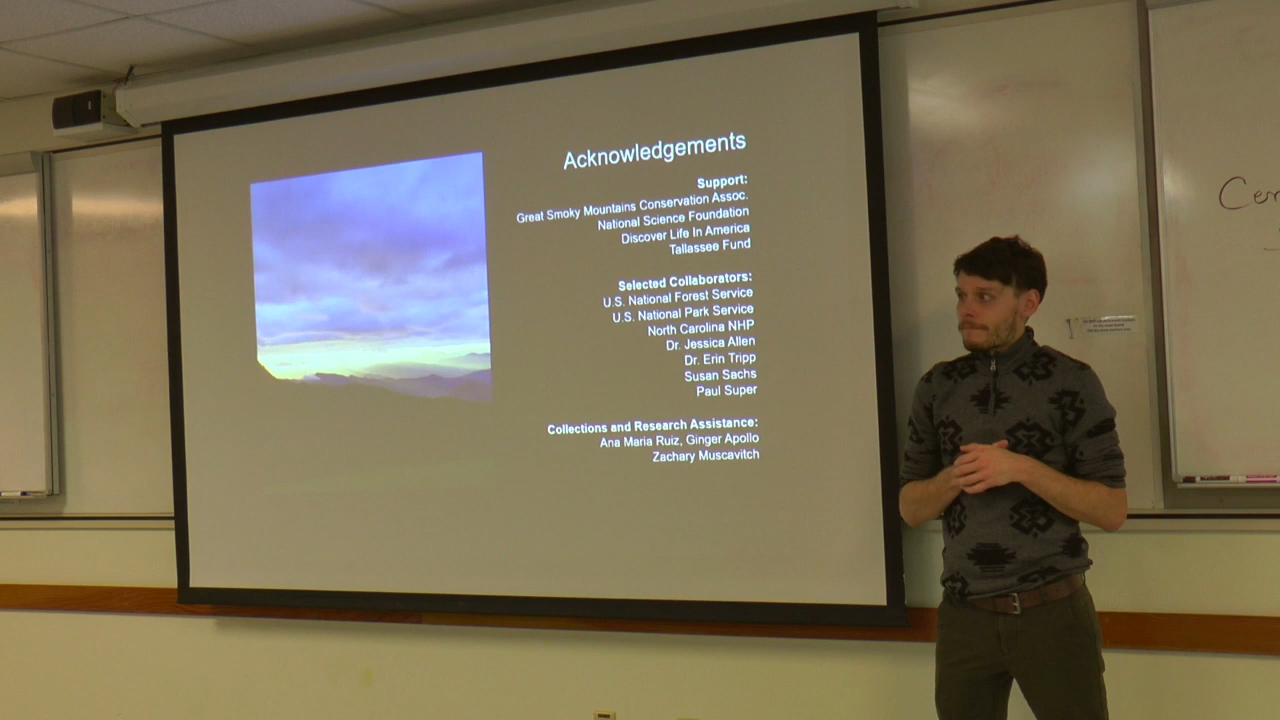 Acknowledgements
Support:
Great Smoky Mountains Conservation Assoc.
National Science Foundation
Discover Life In America
Tallassee Fund
Selected Collaborators:
U.S. National Forest Service
U.S. National Park Service
North Carolina NHP
Dr. Jessica Allen
Dr. Erin Tripp
Susan Sachs
Paul Super
Collections and Research Assistance:
Ana Maria Ruiz, Ginger Apollo
Zachary Muscavitch
Cen